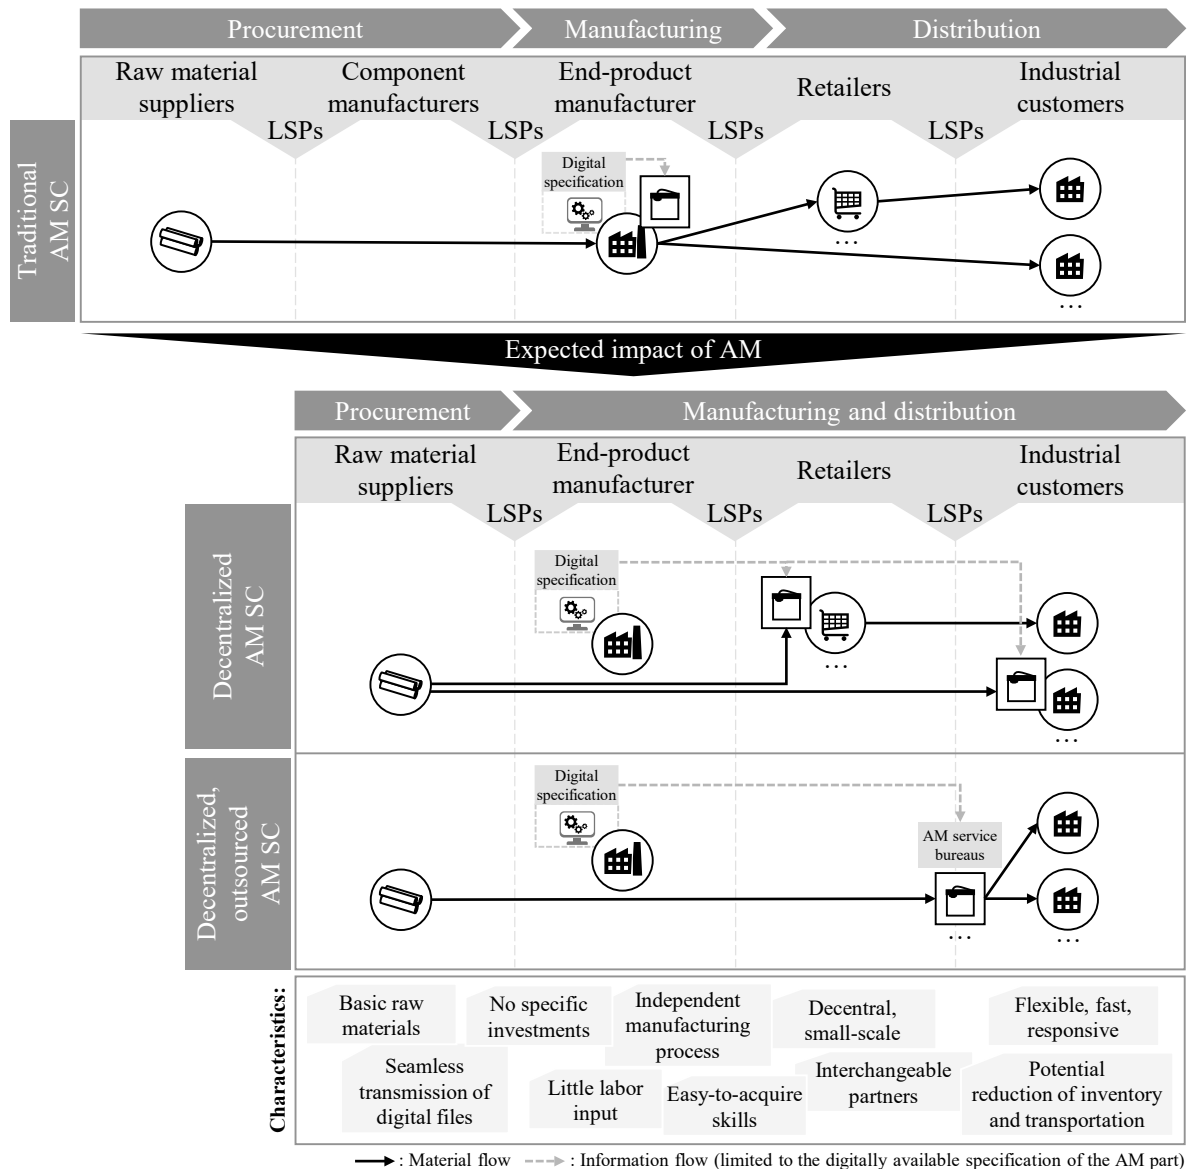 Procurement
Manufacturing
Distribution
Raw material
suppliers
Component
manufacturers
End-product
manufacturer
Retailers
Industrial
customers
LSPs
LSPs
LSPs
LSPs
Traditional
AM SC
Digital
specification
...
...
Expected impact of AM
Procurement
Manufacturing and distribution
Raw material
suppliers
End-product
manufacturer
Retailers
Industrial
customers
LSPs
LSPs
LSPs
Decentralized
AM SC
Digital
specification
...
...
Decentralized,
outsourced
AM SC
Digital
specification
AM service
bureaus
...
...
Characteristics:
Basic raw
materials
No specific
investments
Independent
manufacturing
process
Decentral,
small-scale
Flexible, fast,
responsive
Seamless
transmission of
digital files
Little labor
input
Easy-to-acquire
skills
Interchangeable
partners
Potential
reduction of inventory
and transportation
: Material flow : Information flow (limited to the digitally available specification of the AM part)